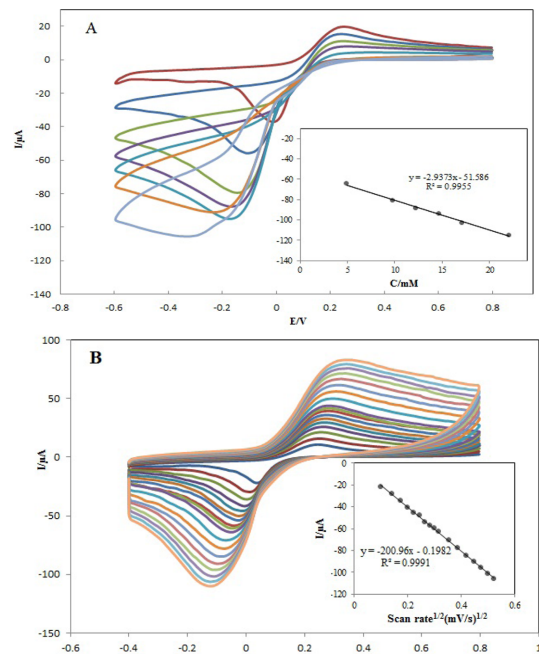 A
20
0
-20
-40
-60
-80
-100
-120
-140
I/µA
-0.8 -0.6 -0.4 -0.2 0 0.2 0.4 0.6 0.8
E/V
-20
-40
-60
-80
-100
-120
-140
I/µA
y = -2.9373x - 51.586
R² = 0.9955
0 5 10 15 20
C/mM
B
100
50
0
-50
-100
-150
I/µA
-0.6 -0.4 -0.2 0 0.2 0.4 0.6 0.8 1
0
-20
-40
-60
-80
-100
-120
I/µA
y = -200.96x - 0.1982
R² = 0.9991
0 0.2 0.4 0.6
Scan rate1/2(mV/s)1/2